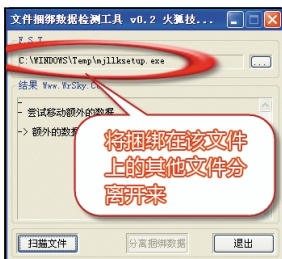 文件捆绑数据检测工具 v0.2 火狐技...
C:\WINDOWS\Temp\mjllksetup.exe
...
结果 Www.WrSky.C
- 尝试移动额外的数据
-> 额外的数
将捆绑在该文件
上的其他文件分
离开来
扫描文件
分离捆绑数据
退出